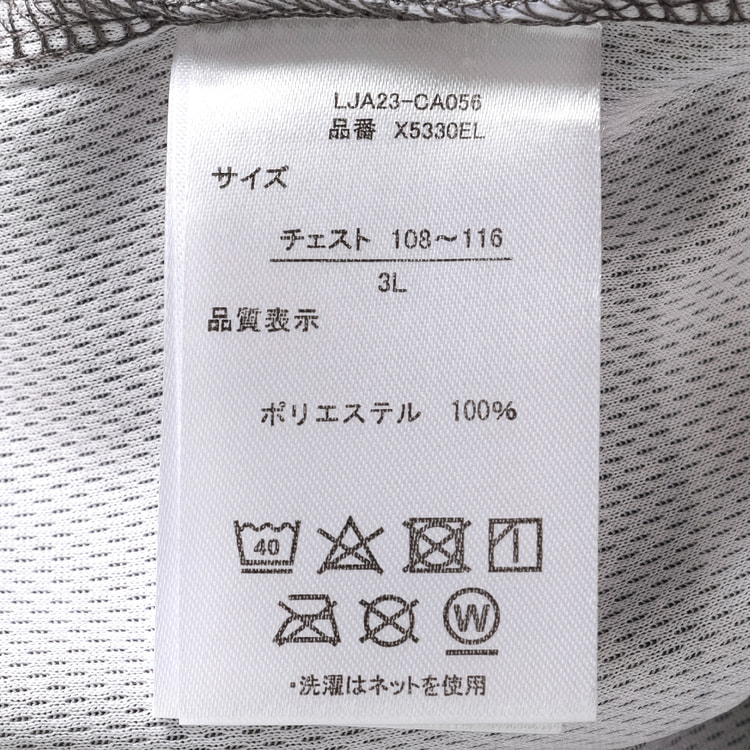 LJA23-CA056
品番 X5330EL
サイズ
チェスト 108～116
3L
品質表示
ポリエステル 100%
40
W
・洗濯はネットを使用